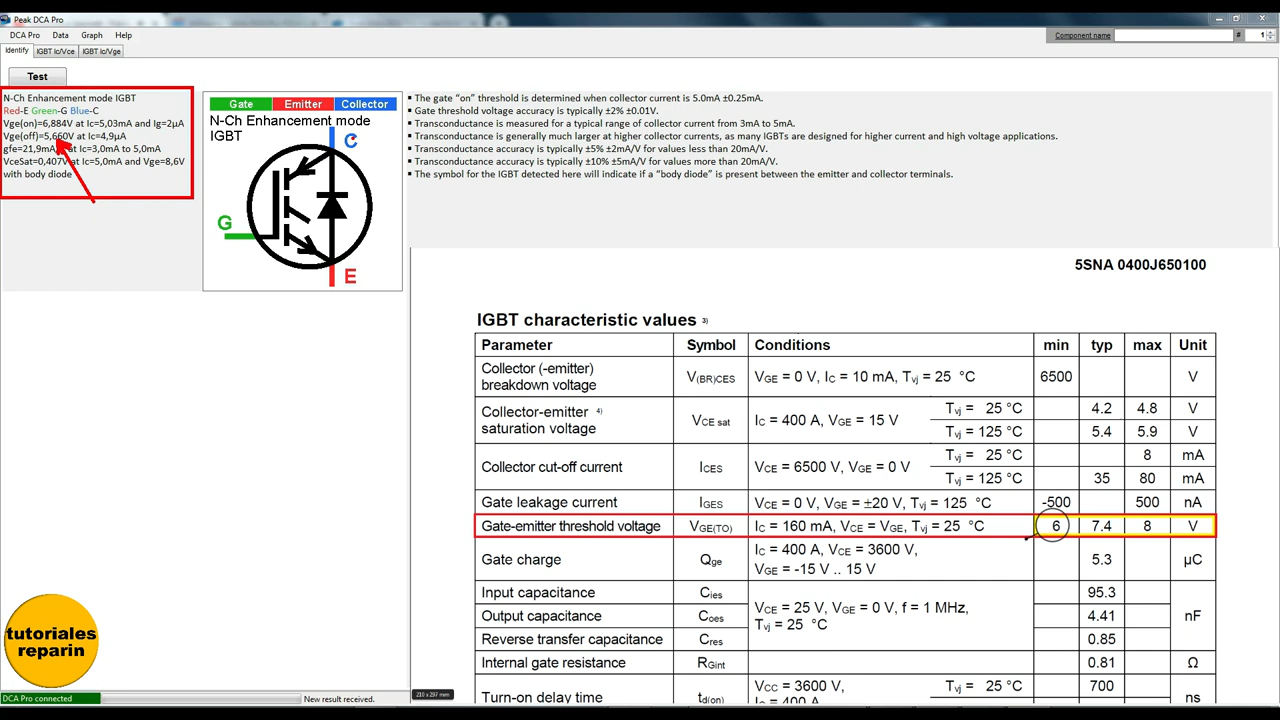 Peak DCA Pro
DCA Pro Data Graph Help
Component name # 1
Identify IGBT Ic/Vce IGBT Ic/Vge
Test
N-Ch Enhancement mode IGBT
Red-E Green-G Blue-C
Vge(on)=6,884V at Ic=5,03mA and Ig=2µA
Vge(off)=5,660V at Ic=4,9µA
gfe=21,9mA/ at Ic=3,0mA to 5,0mA
VceSat=0,407V at Ic=5,0mA and Vge=8,6V
with body diode
Gate Emitter Collector
N-Ch Enhancement mode
IGBT
C
G
E
▪ The gate “on” threshold is determined when collector current is 5.0mA ±0.25mA.
▪ Gate threshold voltage accuracy is typically ±2% ±0.01V.
▪ Transconductance is measured for a typical range of collector current from 3mA to 5mA.
▪ Transconductance is generally much larger at higher collector currents, as many IGBTs are designed for higher current and high voltage applications.
▪ Transconductance accuracy is typically ±5% ±2mA/V for values less than 20mA/V.
▪ Transconductance accuracy is typically ±10% ±5mA/V for values more than 20mA/V.
▪ The symbol for the IGBT detected here will indicate if a “body diode” is present between the emitter and collector terminals.
5SNA 0400J650100
IGBT characteristic values 3)
Parameter Symbol Conditions min typ max Unit
Collector (-emitter)
breakdown voltage V(BR)CES VGE = 0 V, IC = 10 mA, Tvj = 25 °C 6500 V
Collector-emitter 4)
saturation voltage VCE sat IC = 400 A, VGE = 15 V Tvj = 25 °C 4.2 4.8 V
Tvj = 125 °C 5.4 5.9 V
Collector cut-off current ICES VCE = 6500 V, VGE = 0 V Tvj = 25 °C 8 mA
Tvj = 125 °C 35 80 mA
Gate leakage current IGES VCE = 0 V, VGE = ±20 V, Tvj = 125 °C -500 500 nA
Gate-emitter threshold voltage VGE(TO) IC = 160 mA, VCE = VGE, Tvj = 25 °C 6 7.4 8 V
Gate charge Qge IC = 400 A, VCE = 3600 V,
VGE = -15 V .. 15 V 5.3 µC
Input capacitance Cies 95.3
Output capacitance Coes VCE = 25 V, VGE = 0 V, f = 1 MHz,
Tvj = 25 °C 4.41 nF
Reverse transfer capacitance Cres 0.85
Internal gate resistance RGint 0.81 Ω
Turn-on delay time td(on) VCC = 3600 V,
IC = 400 A Tvj = 25 °C 700 ns
tutoriales
reparin
DCA Pro connected New result received.
210 x 297 mm